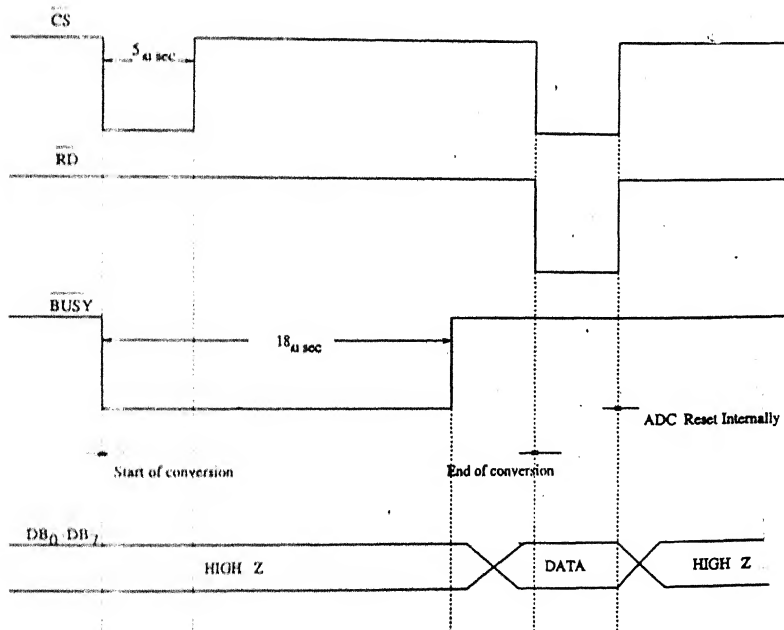 CS
5 µ sec
RD
BUSY
18 µ sec
ADC Reset Internally
Start of conversion
End of conversion
DB0 DB7
HIGH Z
DATA
HIGH Z